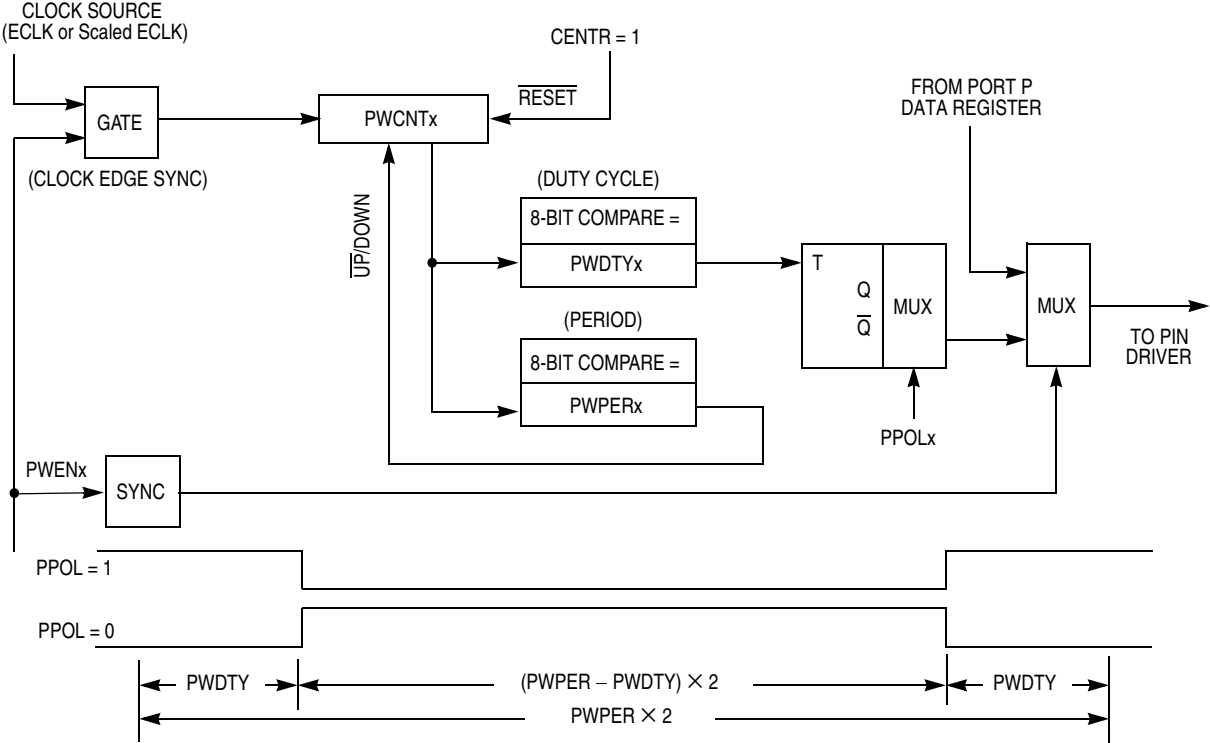 CLOCK SOURCE
(ECLK or Scaled ECLK)
CENTR = 1
RESET
FROM PORT P
DATA REGISTER
GATE
PWCNTx
(CLOCK EDGE SYNC)
UP/DOWN
(DUTY CYCLE)
8-BIT COMPARE =
PWDTYx
T
Q
Q
MUX
MUX
TO PIN
DRIVER
(PERIOD)
8-BIT COMPARE =
PWPERx
PPOLx
PWENx
SYNC
PPOL = 1
PPOL = 0
PWDTY
(PWPER – PWDTY) × 2
PWDTY
PWPER × 2